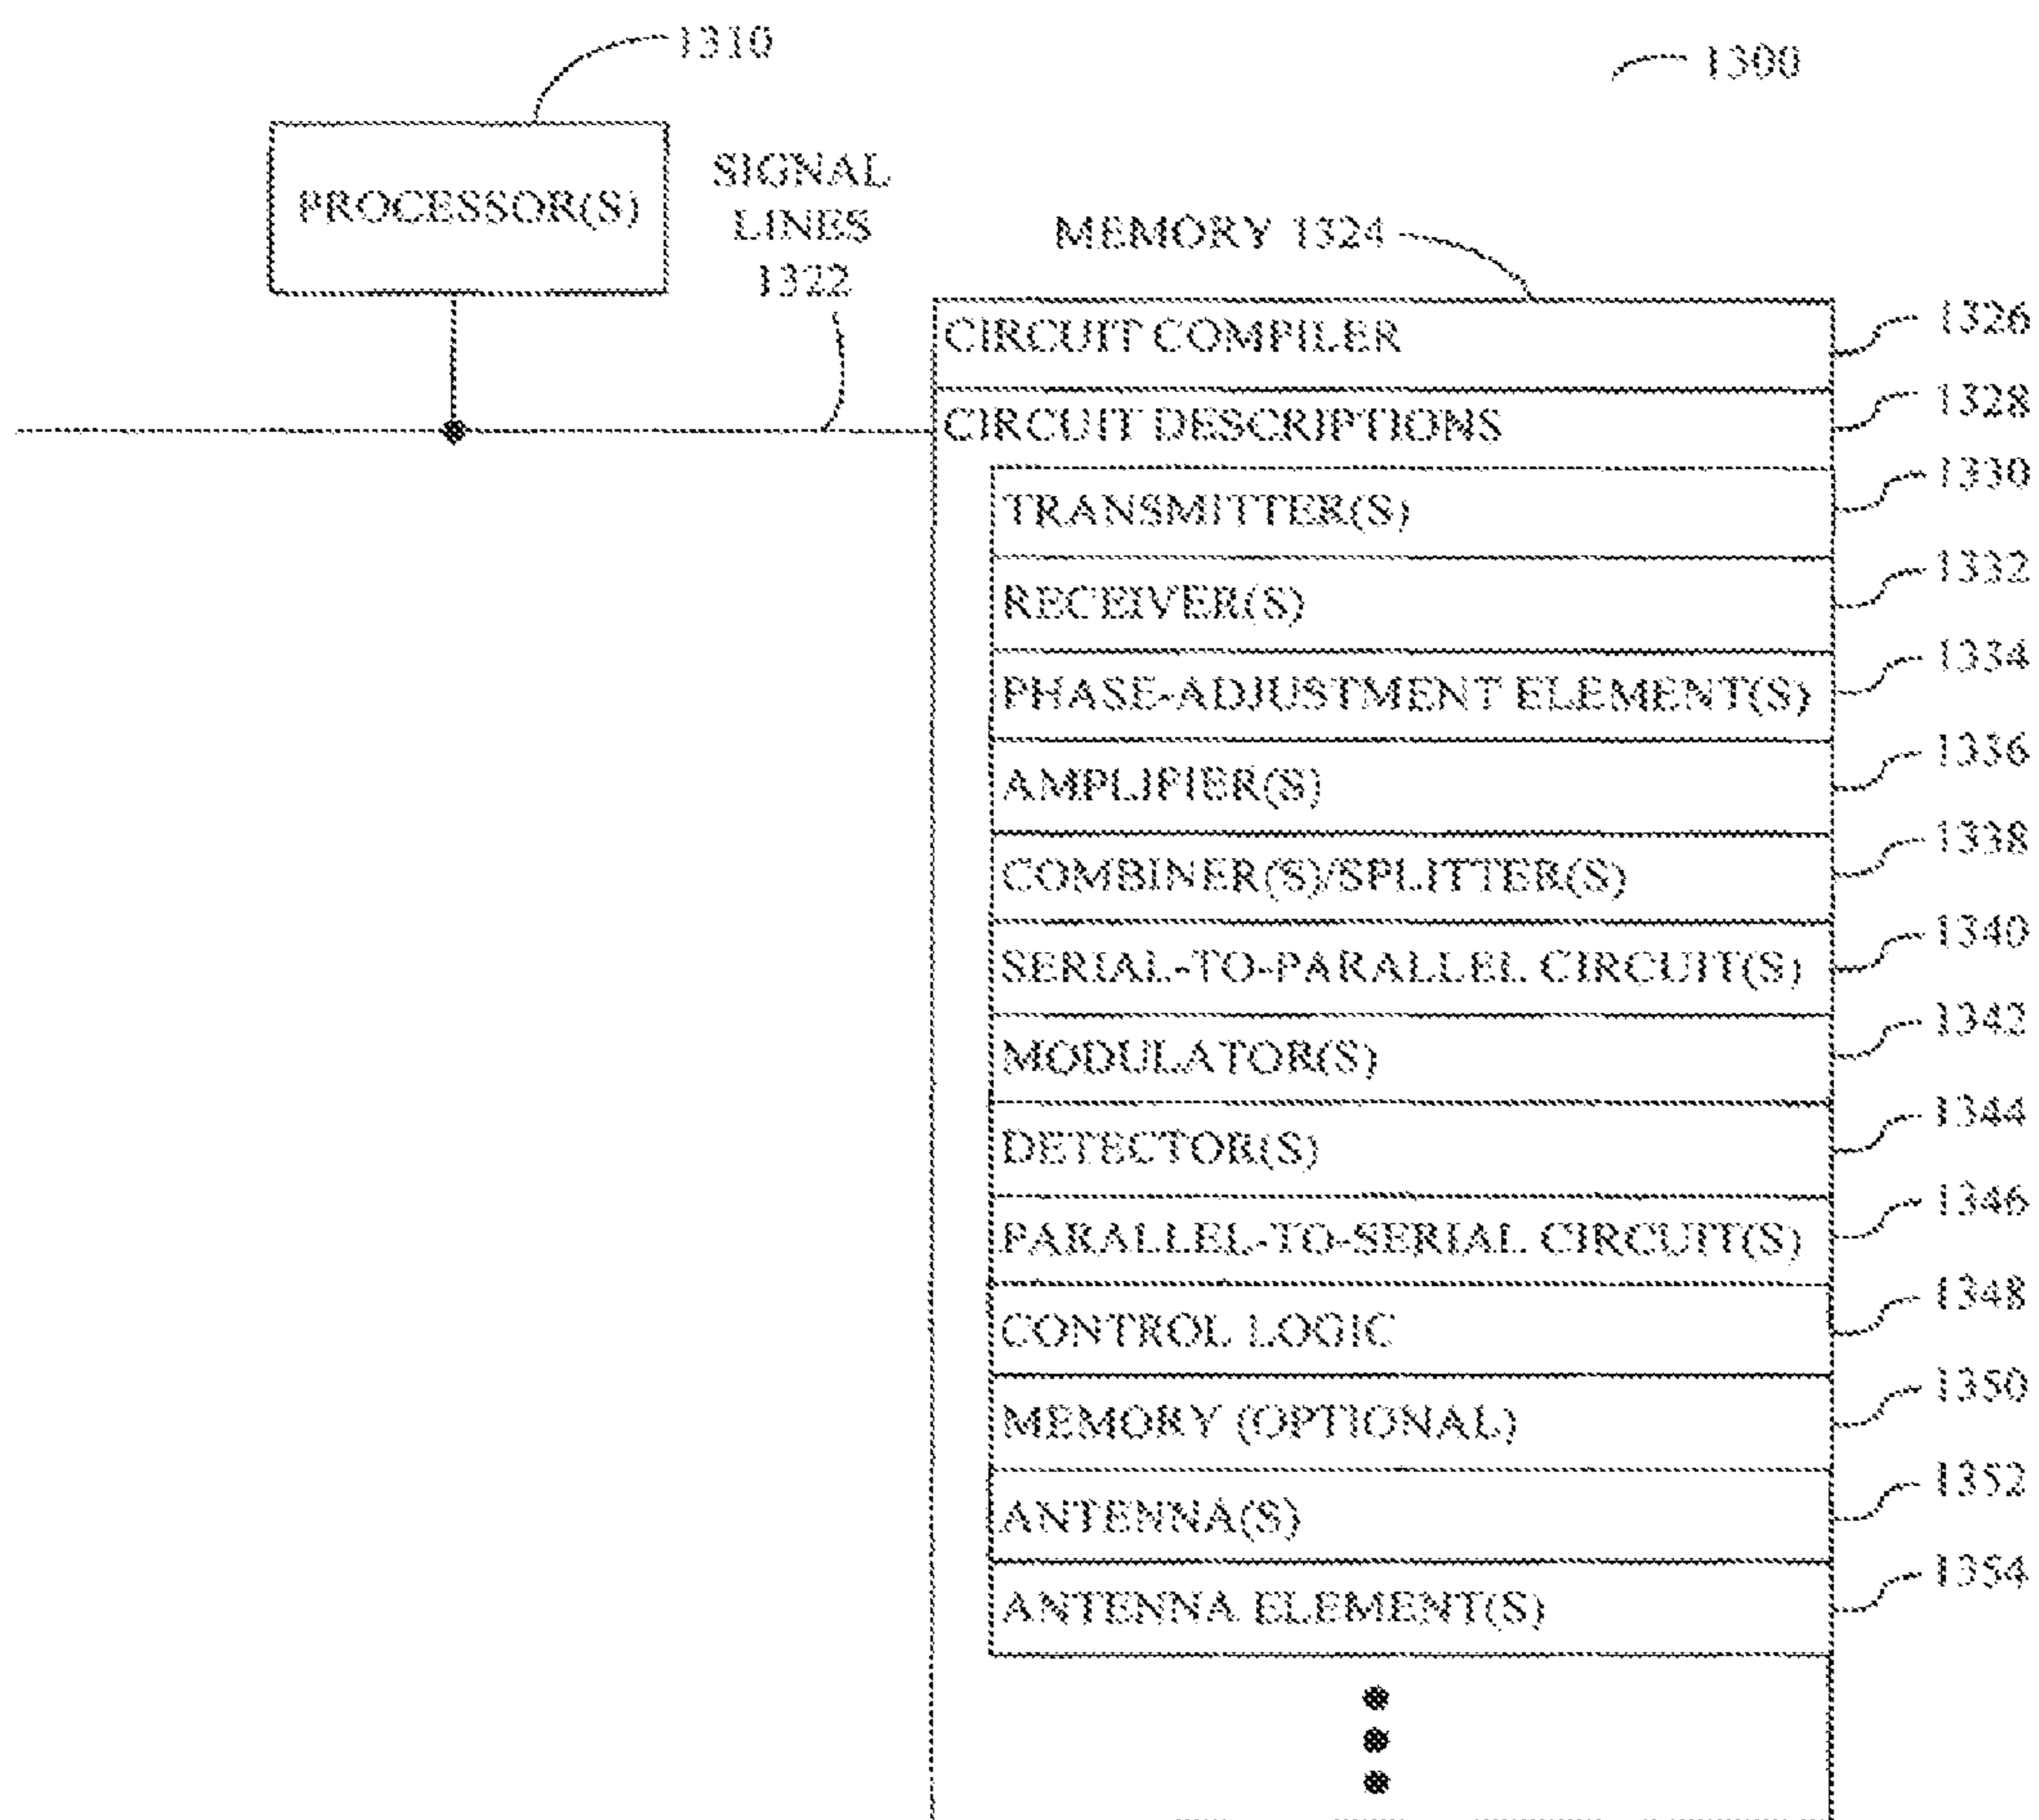 1310
1300
PROCESSOR(S)
SIGNAL
LINES
1322
MEMORY 1324
CIRCUIT COMPILER
1326
CIRCUIT DESCRIPTIONS
1328
TRANSMITTER(S)
1330
RECEIVER(S)
1332
PHASE-ADJUSTMENT ELEMENT(S)
1334
AMPLIFIER(S)
1336
COMBINER(S)/SPLITTER(S)
1338
SERIAL-TO-PARALLEL CIRCUIT(S)
1340
MODULATOR(S)
1342
DETECTOR(S)
1344
PARALLEL-TO-SERIAL CIRCUIT(S)
1346
CONTROL LOGIC
1348
MEMORY (OPTIONAL)
1350
ANTENNA(S)
1352
ANTENNA ELEMENT(S)
1354